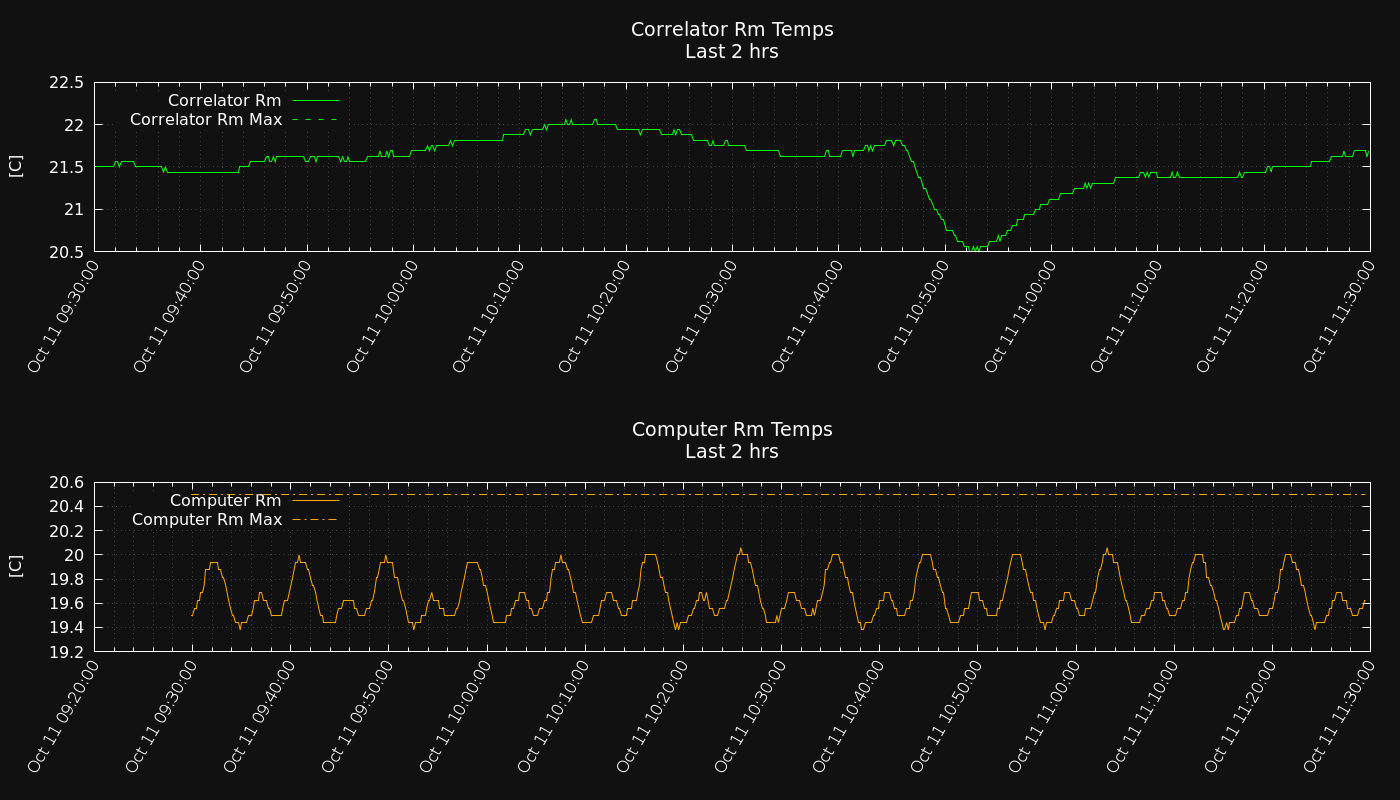 Correlator Rm Temps
Last 2 hrs
22.5
22
21.5
21
20.5
[C]
Correlator Rm
Correlator Rm Max
Oct 11 09:30:00
Oct 11 09:40:00
Oct 11 09:50:00
Oct 11 10:00:00
Oct 11 10:10:00
Oct 11 10:20:00
Oct 11 10:30:00
Oct 11 10:40:00
Oct 11 10:50:00
Oct 11 11:00:00
Oct 11 11:10:00
Oct 11 11:20:00
Oct 11 11:30:00
Computer Rm Temps
Last 2 hrs
20.6
20.4
20.2
20
19.8
19.6
19.4
19.2
[C]
Computer Rm
Computer Rm Max
Oct 11 09:20:00
Oct 11 09:30:00
Oct 11 09:40:00
Oct 11 09:50:00
Oct 11 10:00:00
Oct 11 10:10:00
Oct 11 10:20:00
Oct 11 10:30:00
Oct 11 10:40:00
Oct 11 10:50:00
Oct 11 11:00:00
Oct 11 11:10:00
Oct 11 11:20:00
Oct 11 11:30:00